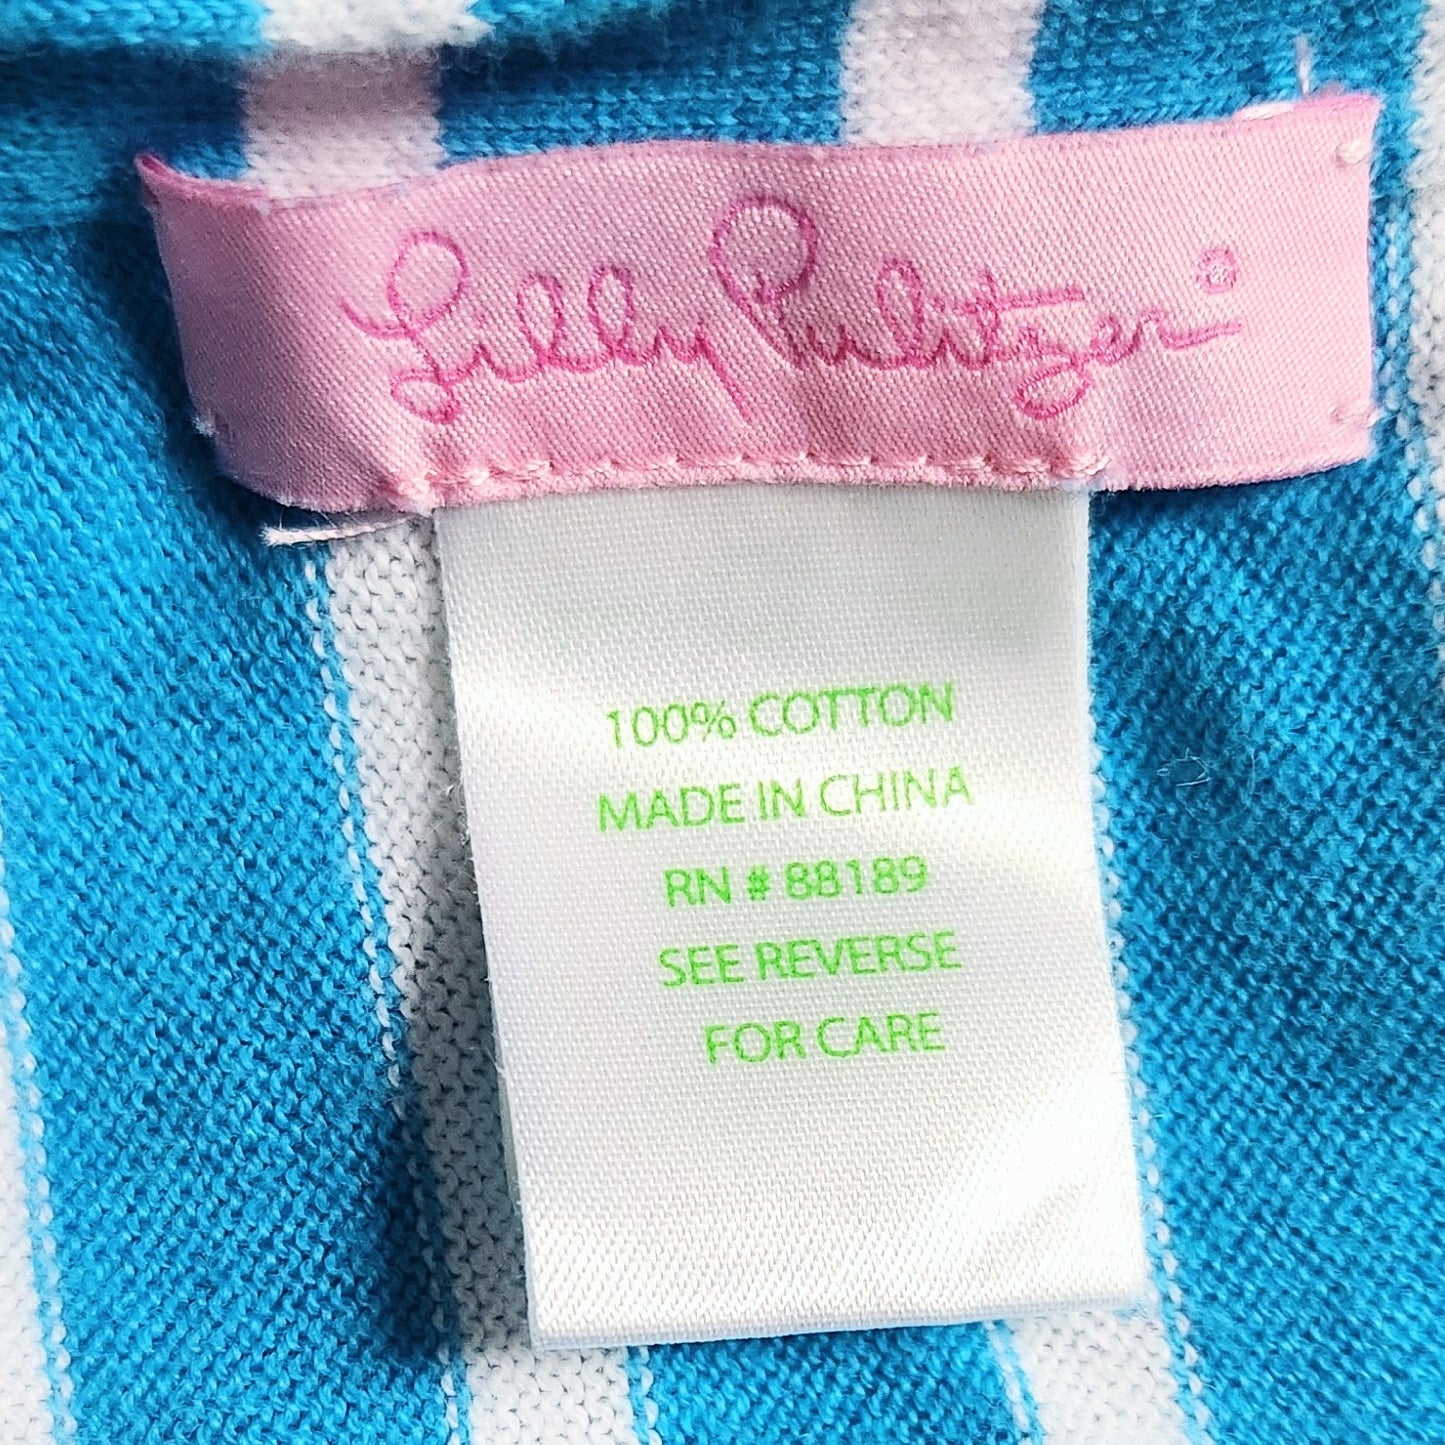 Lilly Pulitzer®
100% COTTON
MADE IN CHINA
RN # 88189
SEE REVERSE
FOR CARE